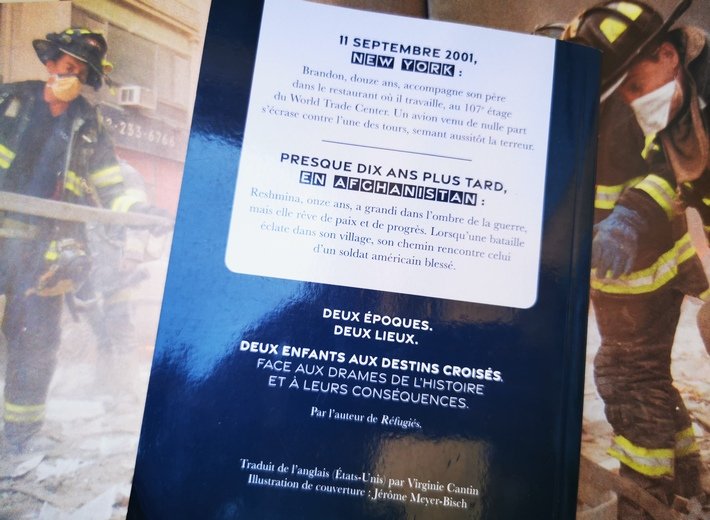 11 SEPTEMBRE 2001,
NEW YORK :
Brandon, douze ans, accompagne son père
dans le restaurant où il travaille, au 107e étage
du World Trade Center. Un avion venu de nulle part
s'écrase contre l'une des tours, semant aussitôt la terreur.
PRESQUE DIX ANS PLUS TARD,
EN AFGHANISTAN :
Reshmina, onze ans, a grandi dans l'ombre de la guerre,
mais elle rêve de paix et de progrès. Lorsqu'une bataille
éclate dans son village, son chemin rencontre celui
d'un soldat américain blessé.
DEUX ÉPOQUES.
DEUX LIEUX.
DEUX ENFANTS AUX DESTINS CROISÉS.
FACE AUX DRAMES DE L'HISTOIRE
ET À LEURS CONSÉQUENCES.
Par l'auteur de Réfugiés.
Traduit de l'anglais (États-Unis) par Virginie Cantin
Illustration de couverture : Jérôme Meyer-Bisch
233-6766